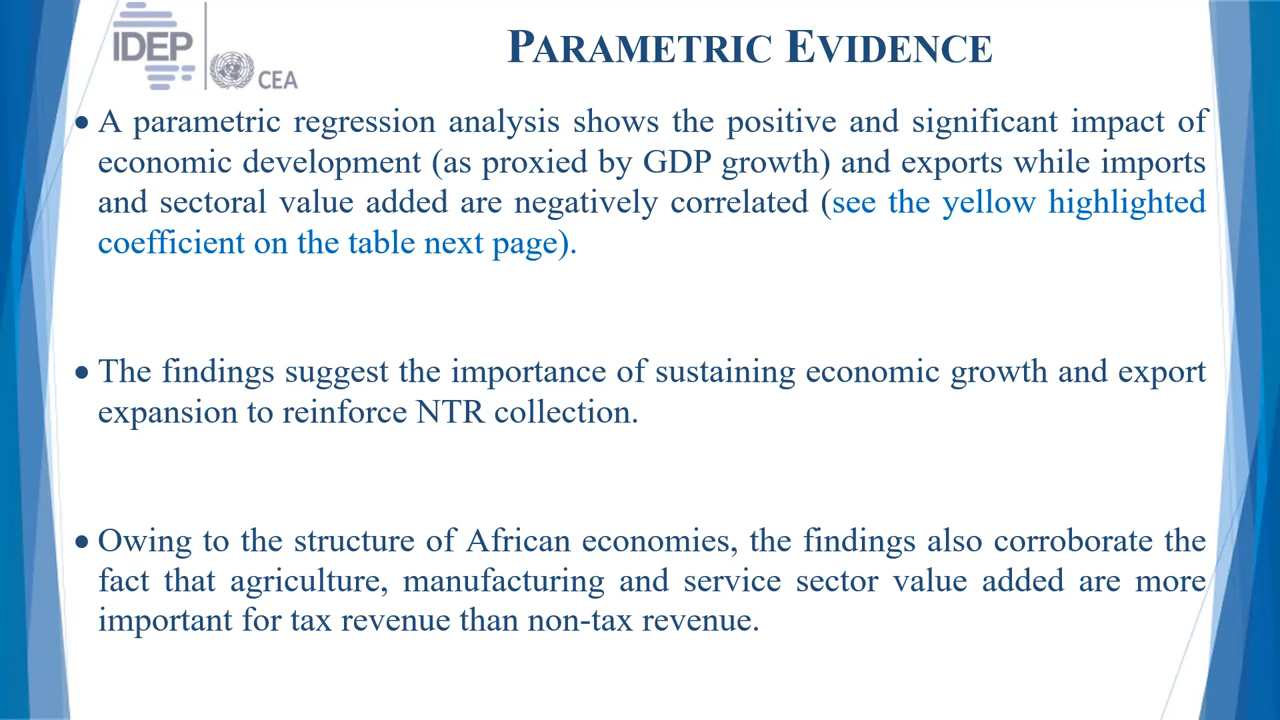 IDEP
CEA
PARAMETRIC EVIDENCE
• A parametric regression analysis shows the positive and significant impact of
economic development (as proxied by GDP growth) and exports while imports
and sectoral value added are negatively correlated (see the yellow highlighted
coefficient on the table next page).
• The findings suggest the importance of sustaining economic growth and export
expansion to reinforce NTR collection.
• Owing to the structure of African economies, the findings also corroborate the
fact that agriculture, manufacturing and service sector value added are more
important for tax revenue than non-tax revenue.